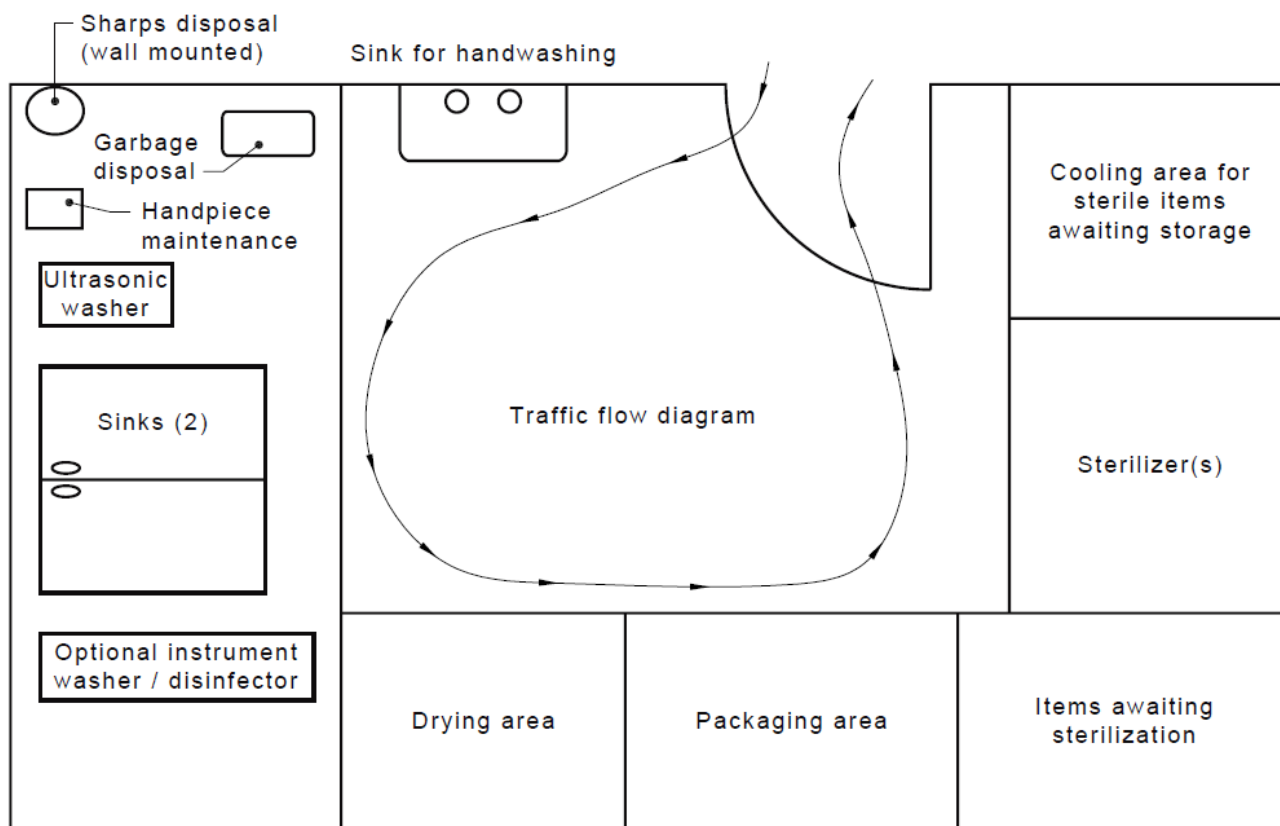 Sharps disposal
(wall mounted)
Sink for handwashing
Garbage
disposal
Handpiece
maintenance
Ultrasonic
washer
Sinks (2)
Optional instrument
washer / disinfector
Traffic flow diagram
Drying area
Packaging area
Items awaiting
sterilization
Sterilizer(s)
Cooling area for
sterile items
awaiting storage